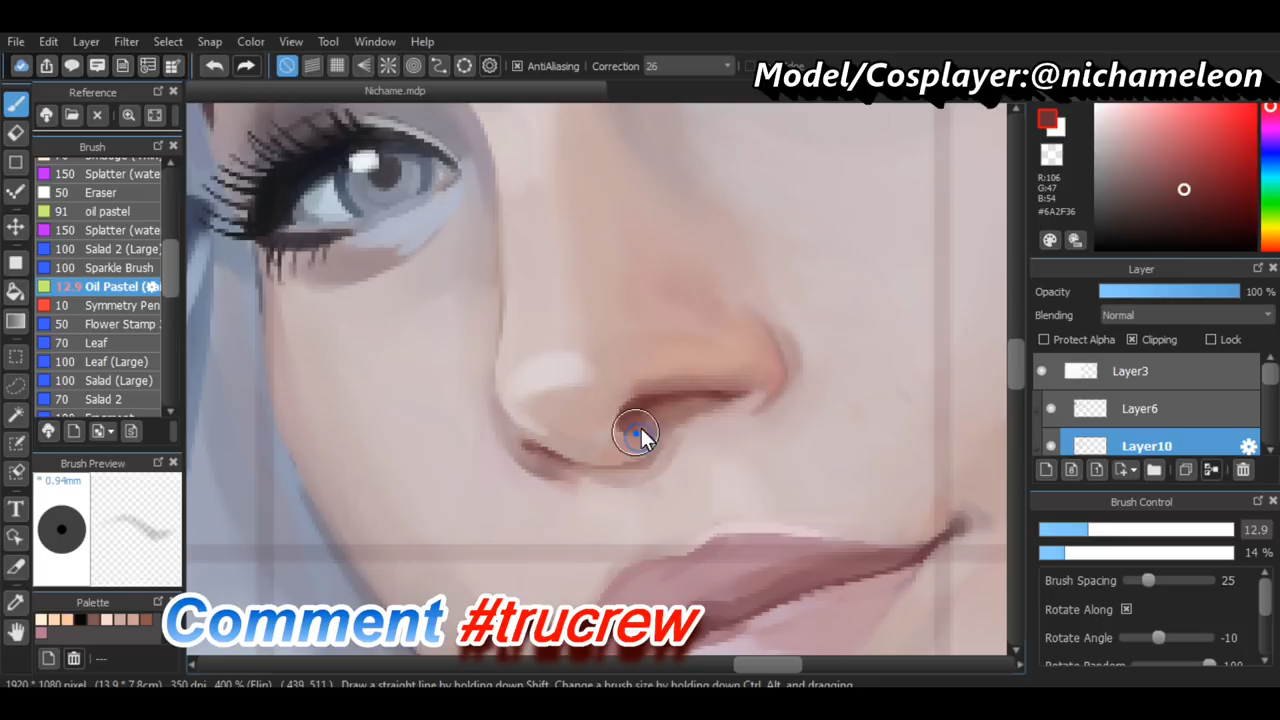 File Edit Layer Filter Select Snap Color View Tool Window Help
AntiAliasing Correction 26
Model/Cosplayer:@nichameleon
Reference
Nichame.mdp
Brush
150 Splatter (wate
50 Eraser
91 oil pastel
150 Splatter (wate
100 Salad 2 (Large)
100 Sparkle Brush
12.9 Oil Pastel
10 Symmetry Pen
50 Flower Stamp
70 Leaf
100 Leaf (Large)
100 Salad (Large)
70 Salad 2
Brush Preview
* 0.94mm
Palette
---
R:106
G:47
B:54
#6A2F36
Layer
Opacity 100 %
Blending Normal
Protect Alpha Clipping Lock
Layer3
Layer6
Layer10
Brush Control
12.9
14 %
Brush Spacing 25
Rotate Along
Rotate Angle -10
Comment #trucrew
1920 * 1080 pixel (13.9 * 7.8cm) 350 dpi 400 % (Flip) ( 439, 511 ) Draw a straight line by holding down Shift, Change a brush size by holding down Ctrl, Alt, and dragging